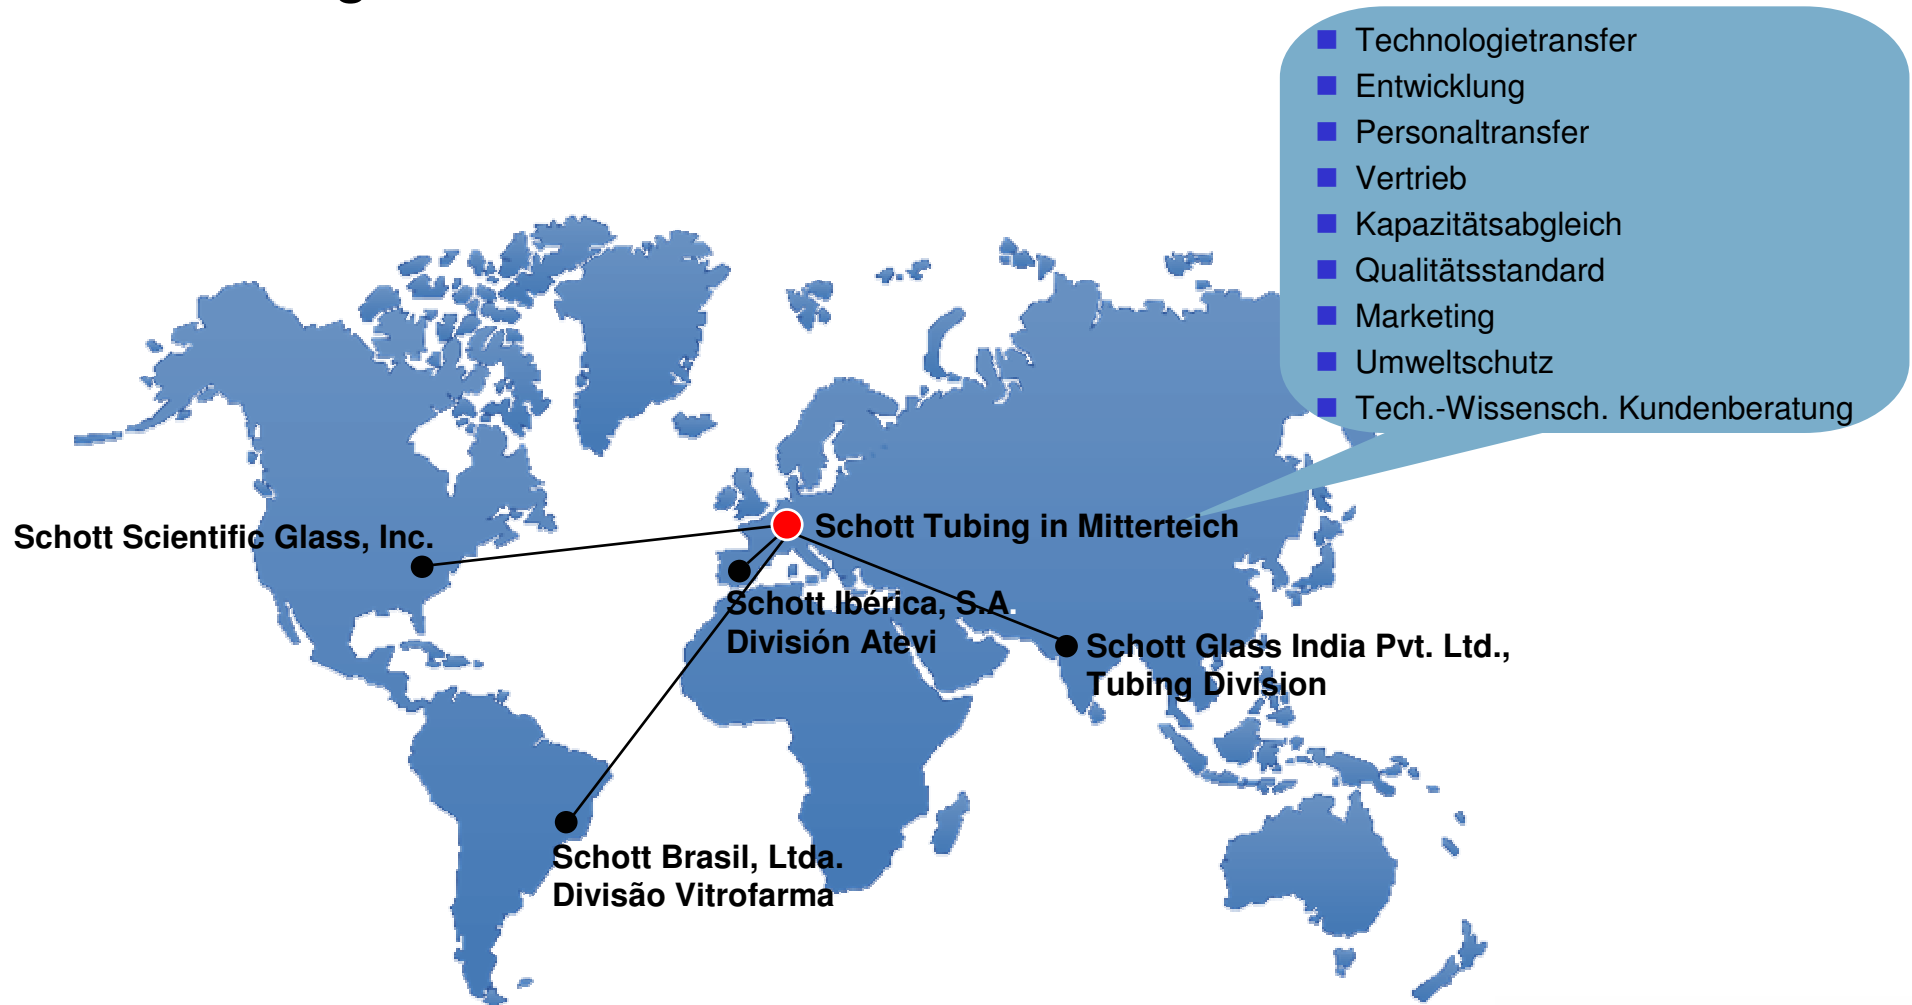 Technologietransfer
Entwicklung
Personaltransfer
Vertrieb
Kapazitätsabgleich
Qualitätsstandard
Marketing
Umweltschutz
Tech.-Wissensch. Kundenberatung
Schott Scientific Glass, Inc.
Schott Tubing in Mitterteich
Schott Ibérica, S.A.
División Atevi
Schott Glass India Pvt. Ltd.,
Tubing Division
Schott Brasil, Ltda.
Divisão Vitrofarma